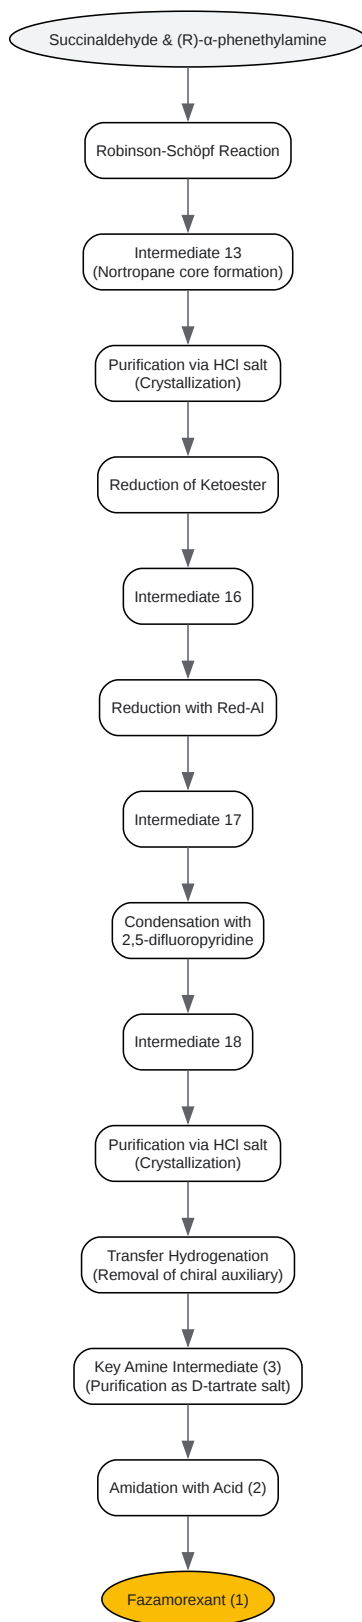 Succinaldehyde & (R)-α-phenethylamine
Robinson-Schöpf Reaction
Intermediate 13
(Nortropane core formation)
Purification via HCl salt
(Crystallization)
Reduction of Ketoester
Intermediate 16
Reduction with Red-Al
Intermediate 17
Condensation with
2,5-difluoropyridine
Intermediate 18
Purification via HCl salt
(Crystallization)
Transfer Hydrogenation
(Removal of chiral auxiliary)
Key Amine Intermediate (3)
(Purification as D-tartrate salt)
Amidation with Acid (2)
Fazamorexant (1)